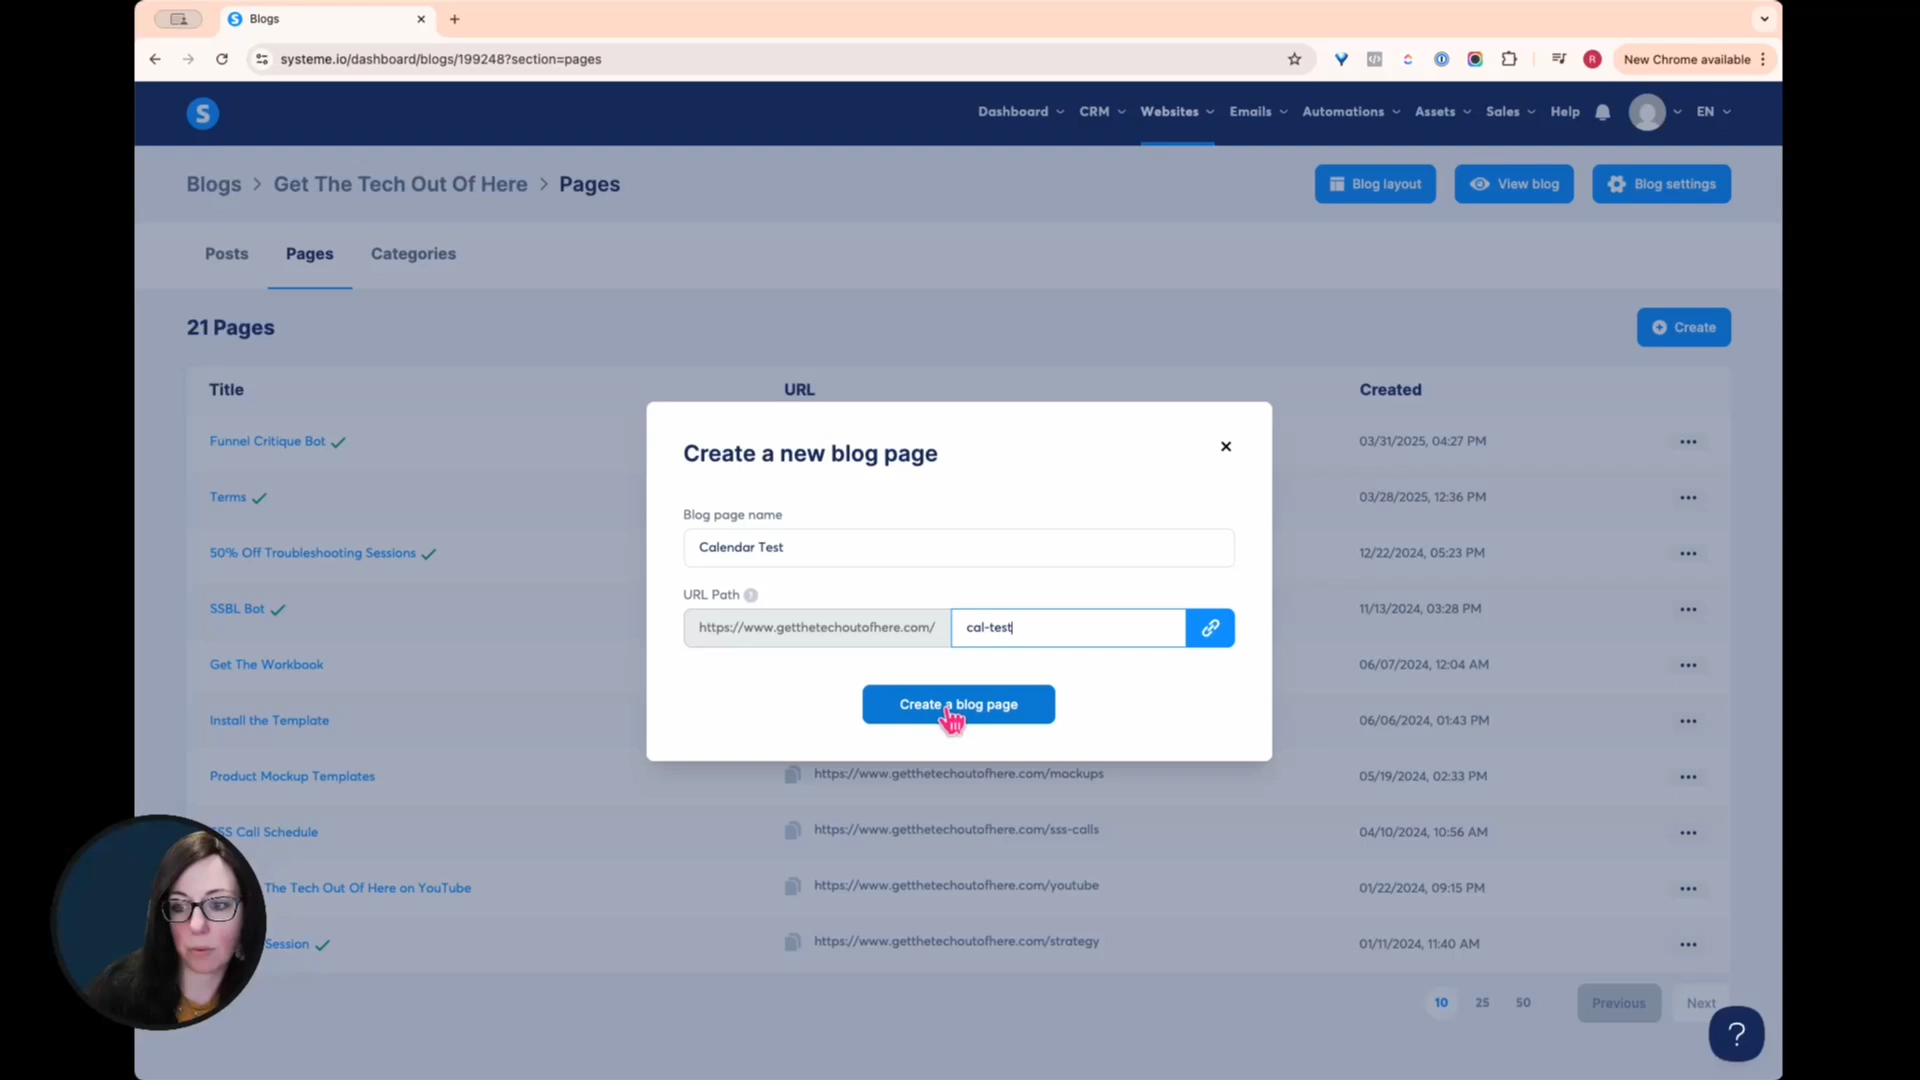 Blogs
systeme.io/dashboard/blogs/199248?section=pages
R
New Chrome available
S
Dashboard
CRM
Websites
Emails
Automations
Assets
Sales
Help
EN
Blogs > Get The Tech Out Of Here > Pages
Blog layout
View blog
Blog settings
Posts
Pages
Categories
21 Pages
Create
Title
URL
Created
Funnel Critique Bot
03/31/2025, 04:27 PM
Terms
03/28/2025, 12:36 PM
50% Off Troubleshooting Sessions
12/22/2024, 05:23 PM
SSBL Bot
11/13/2024, 03:28 PM
Get The Workbook
06/07/2024, 12:04 AM
Install the Template
06/06/2024, 01:43 PM
Product Mockup Templates
https://www.getthetechoutofhere.com/mockups
05/19/2024, 02:33 PM
SSS Call Schedule
https://www.getthetechoutofhere.com/sss-calls
04/10/2024, 10:56 AM
The Tech Out Of Here on YouTube
https://www.getthetechoutofhere.com/youtube
01/22/2024, 09:15 PM
Session
https://www.getthetechoutofhere.com/strategy
01/11/2024, 11:40 AM
Create a new blog page
Blog page name
Calendar Test
URL Path ?
https://www.getthetechoutofhere.com/
cal-test
Create a blog page
10
25
50
Previous
Next
?